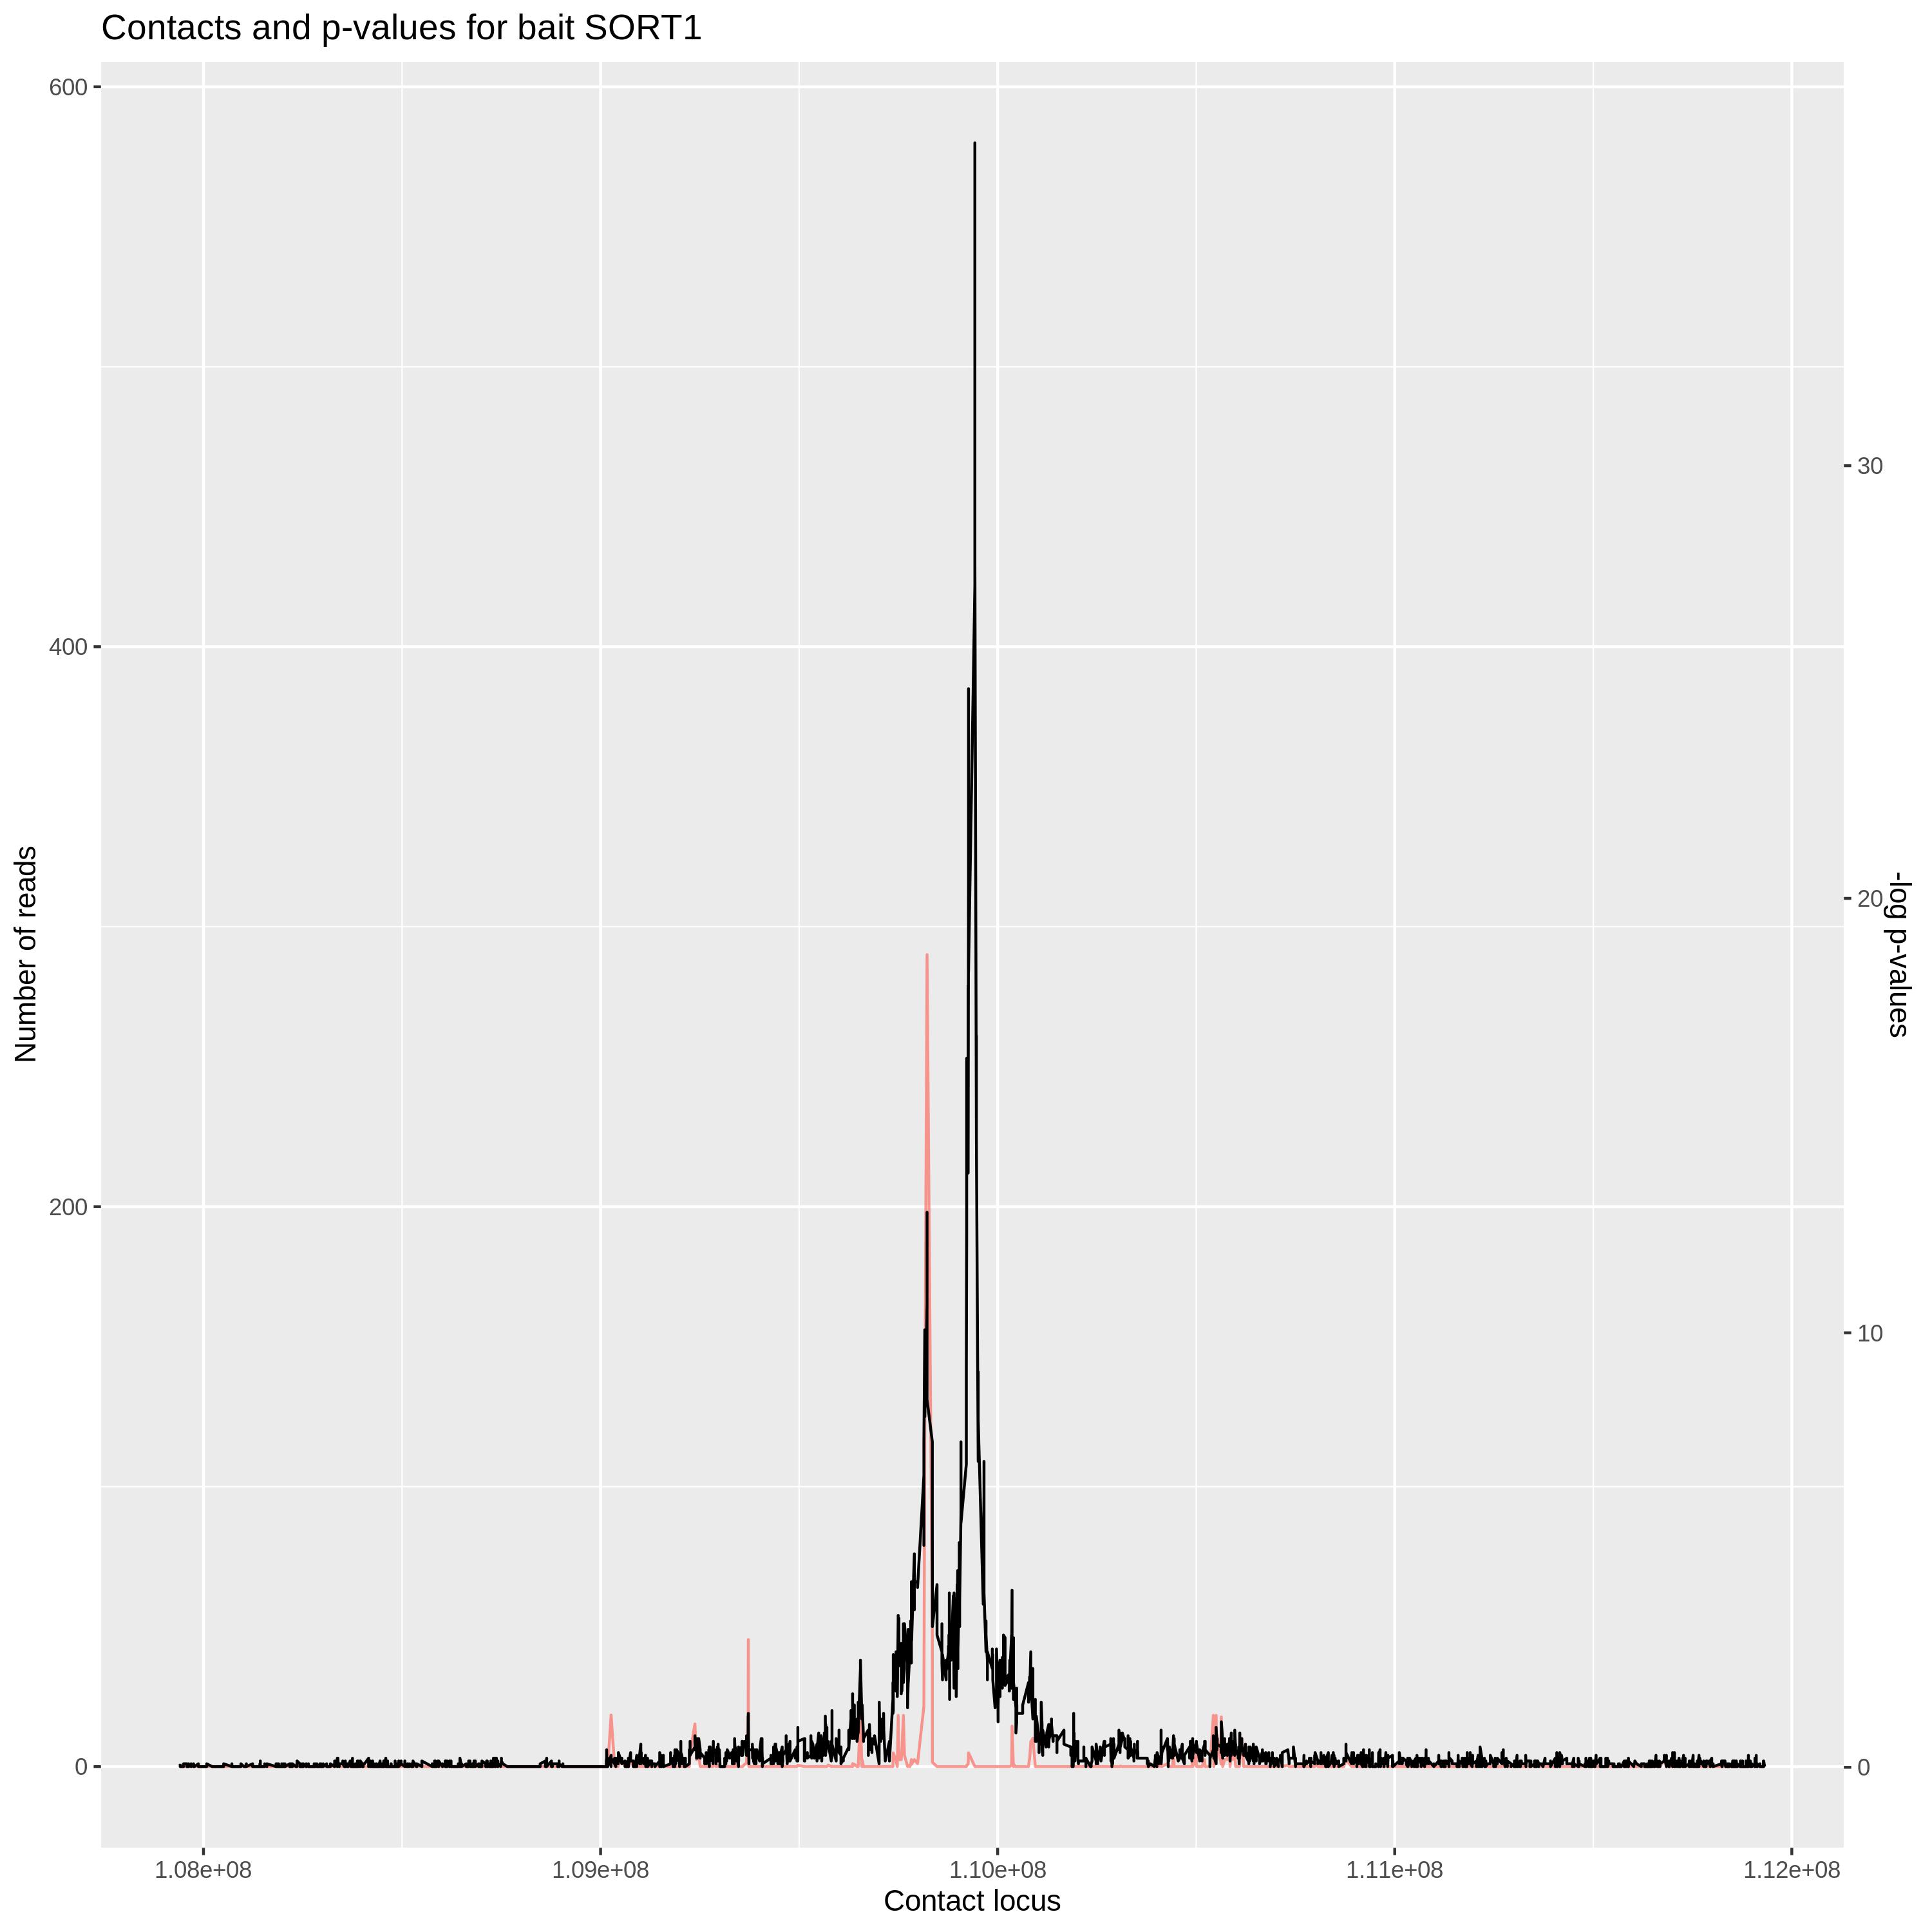 Contacts and p-values for bait SORT1
600
400
200
0
Number of reads
30
20
10
0
-log p-values
1.08e+08
1.09e+08
1.10e+08
1.11e+08
1.12e+08
Contact locus